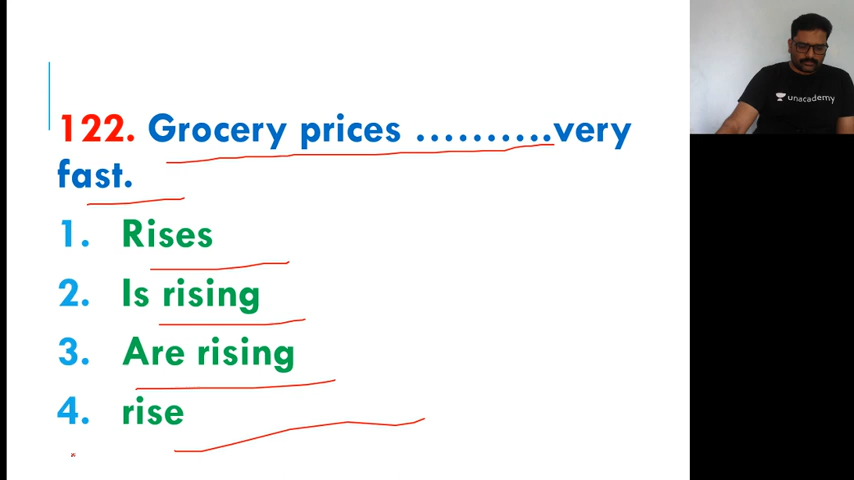 122. Grocery prices ..........very
fast.
1. Rises
2. Is rising
3. Are rising
4. rise
unacademy